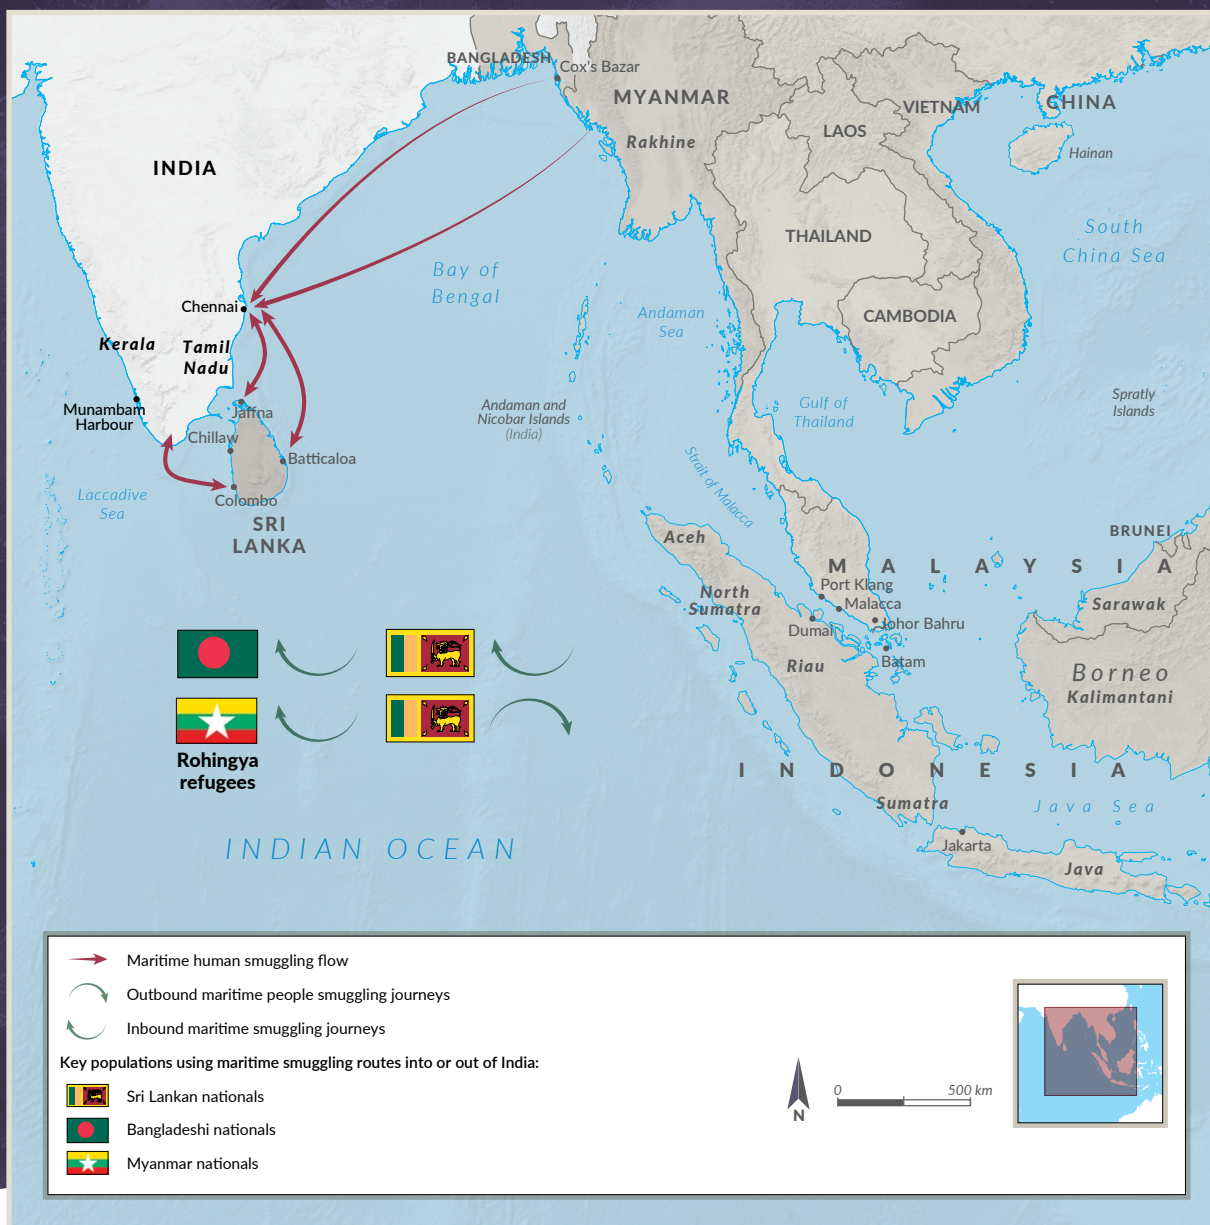 BANGLADESH
Cox's Bazar
MYANMAR
Rakhine
VIETNAM
CHINA
LAOS
Hainan
INDIA
THAILAND
South
China Sea
Bay of
Bengal
Chennai
Andaman
Sea
CAMBODIA
Kerala
Tamil
Nadu
Munambam
Harbour
Jaffna
Chillaw
Batticaloa
Andaman and
Nicobar Islands
(India)
Gulf of
Thailand
Spratly
Islands
Laccadive
Sea
Colombo
SRI
LANKA
Strait of Malacca
Aceh
BRUNEI
MALAYSIA
Port Klang
North
Sumatra
Malacca
Sarawak
Dumai
Johor Bahru
Riau
Batam
Borneo
Kalimantani
Rohingya
refugees
INDONESIA
Sumatra
Java Sea
INDIAN OCEAN
Jakarta
Java
Maritime human smuggling flow
Outbound maritime people smuggling journeys
Inbound maritime smuggling journeys
Key populations using maritime smuggling routes into or out of India:
Sri Lankan nationals
Bangladeshi nationals
Myanmar nationals
N
0 500 km